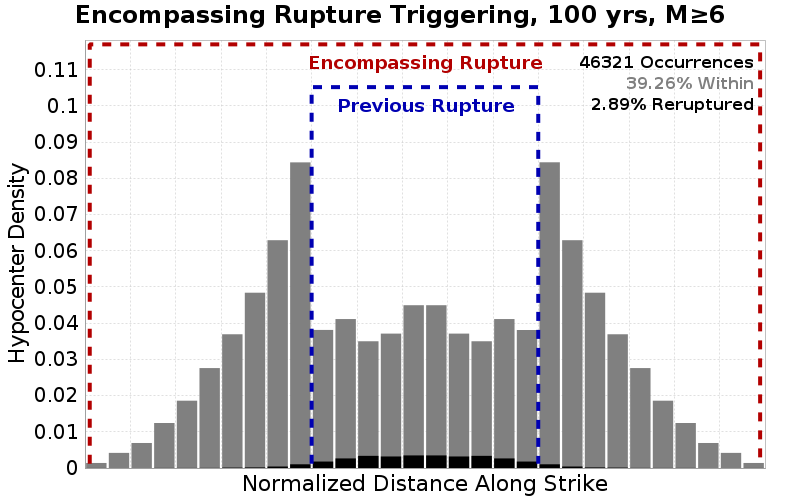 Encompassing Rupture Triggering, 100 yrs, M≥6
Encompassing Rupture
46321 Occurrences
39.26% Within
Previous Rupture
2.89% Reruptured
0.11
0.1
0.09
0.08
0.07
0.06
0.05
0.04
0.03
0.02
0.01
0
Hypocenter Density
Normalized Distance Along Strike